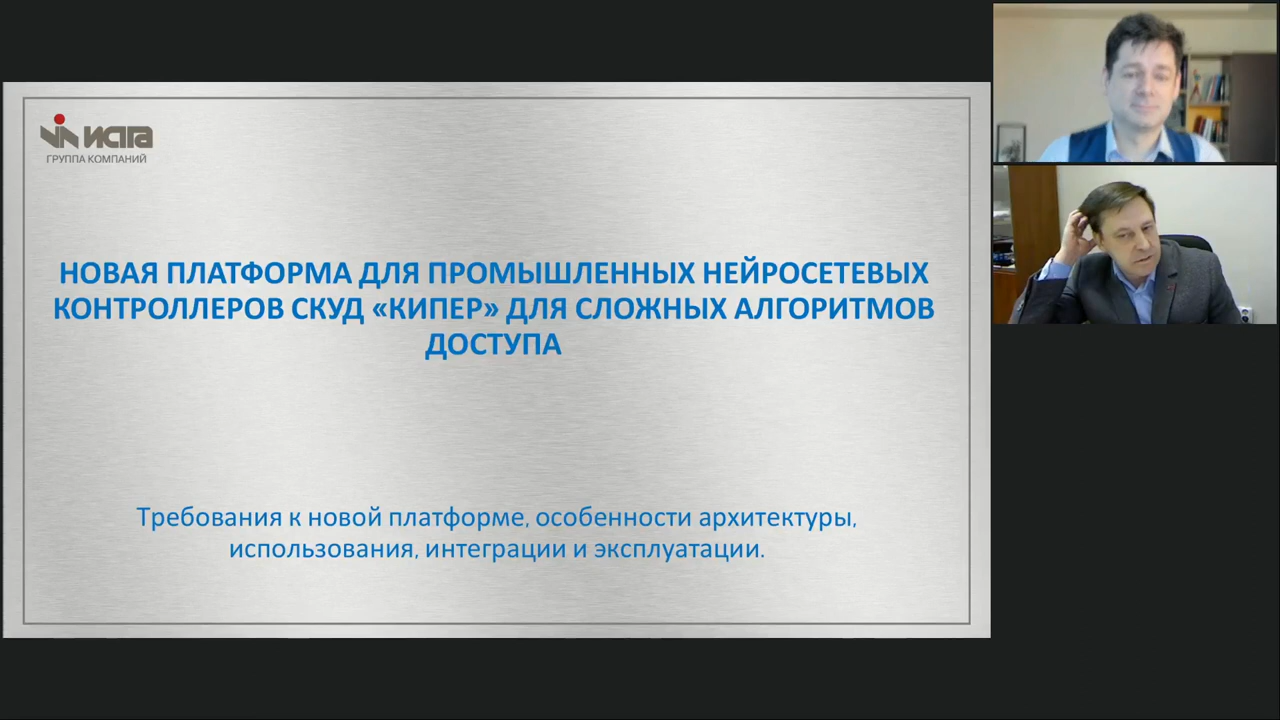 ИСТА
ГРУППА КОМПАНИЙ
НОВАЯ ПЛАТФОРМА ДЛЯ ПРОМЫШЛЕННЫХ НЕЙРОСЕТЕВЫХ
КОНТРОЛЛЕРОВ СКУД «КИПЕР» ДЛЯ СЛОЖНЫХ АЛГОРИТМОВ
ДОСТУПА
Требования к новой платформе, особенности архитектуры,
использования, интеграции и эксплуатации.